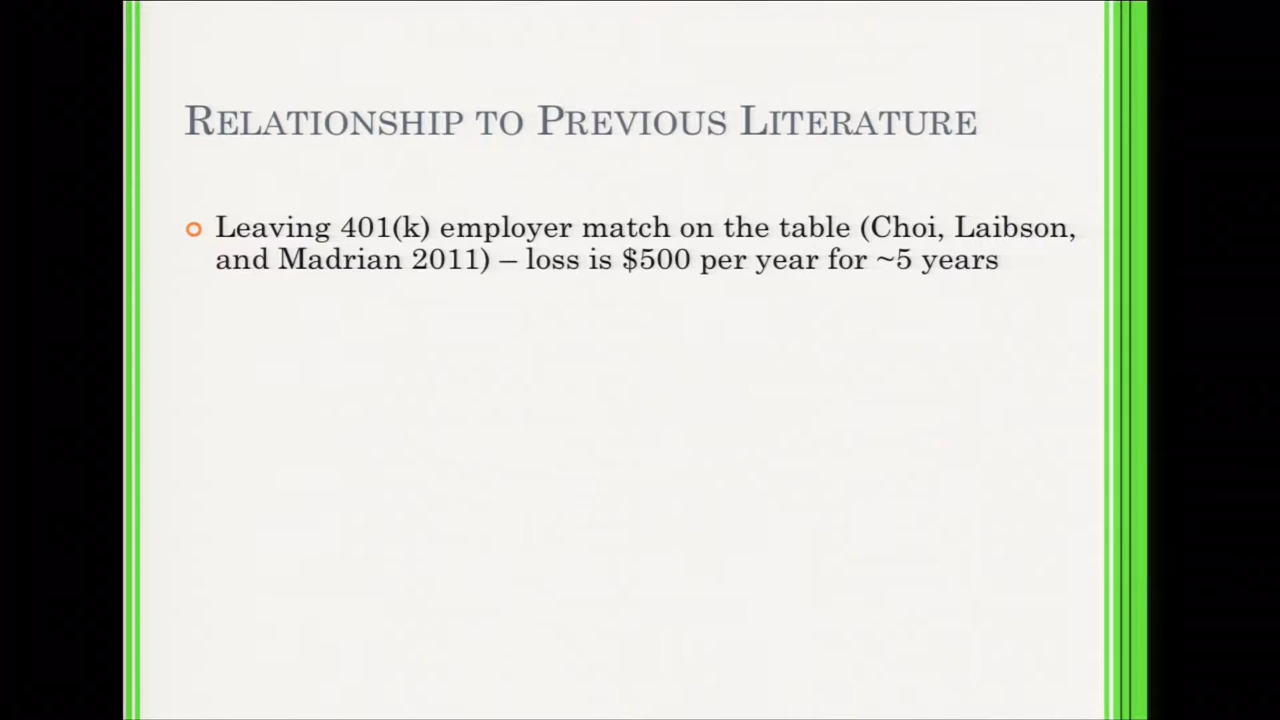 Relationship to Previous Literature
Leaving 401(k) employer match on the table (Choi, Laibson,
and Madrian 2011) – loss is $500 per year for ~5 years